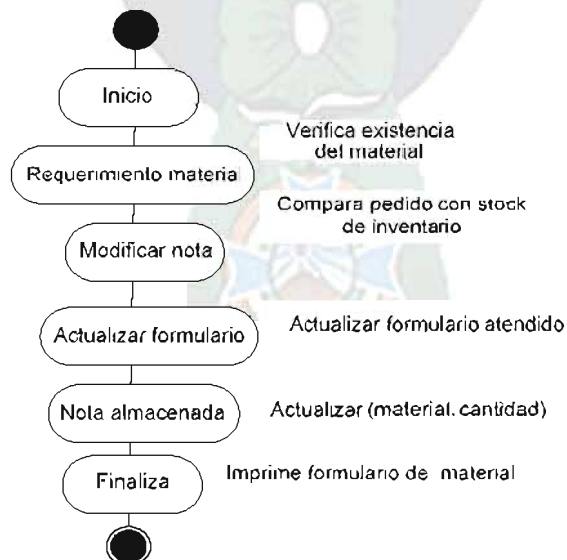 Inicio
Verifica existencia
del material
Requerimiento material
Compara pedido con stock
de inventario
Modificar nota
Actualizar formulario
Actualizar formulario atendido
Nota almacenada
Actualizar (material, cantidad)
Finaliza
Imprime formulario de material